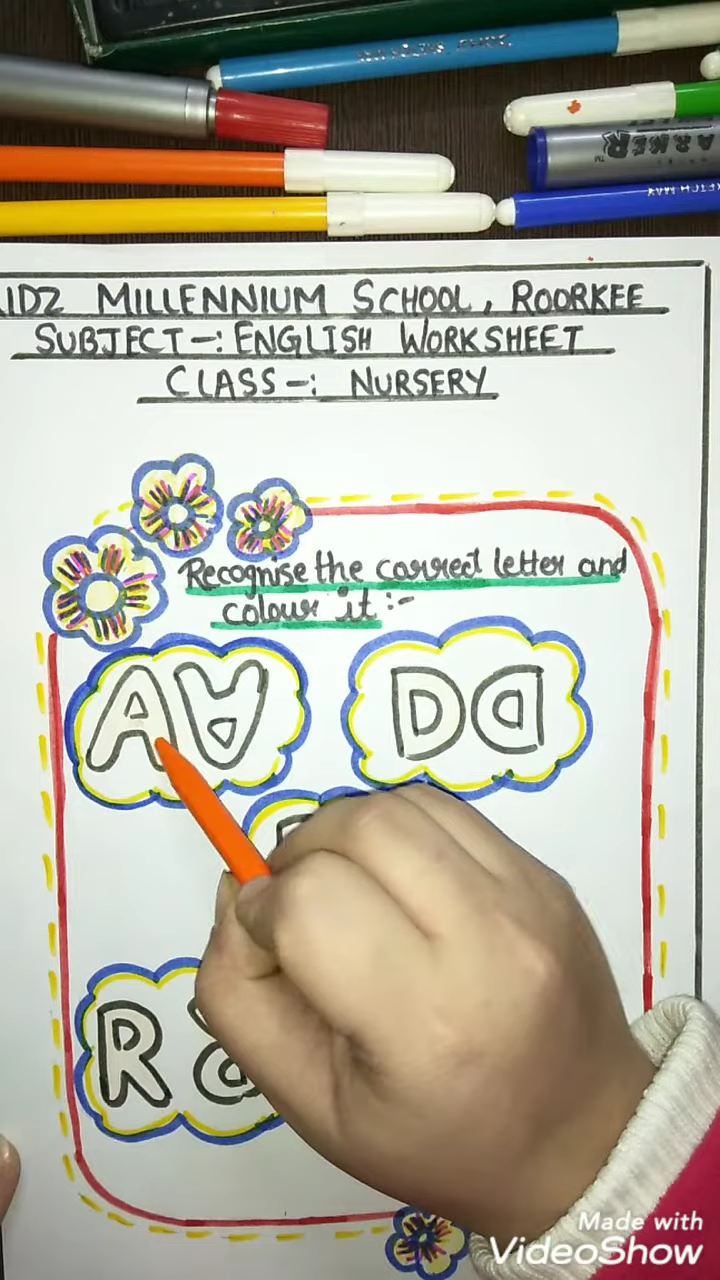 MILLENNIUM SCHOOL, ROORKEE
SUBJECT-: ENGLISH WORKSHEET
CLASS-: NURSERY
Recognise the correct letter and
colour it :-
A A
D D
R R
Made with
VideoShow